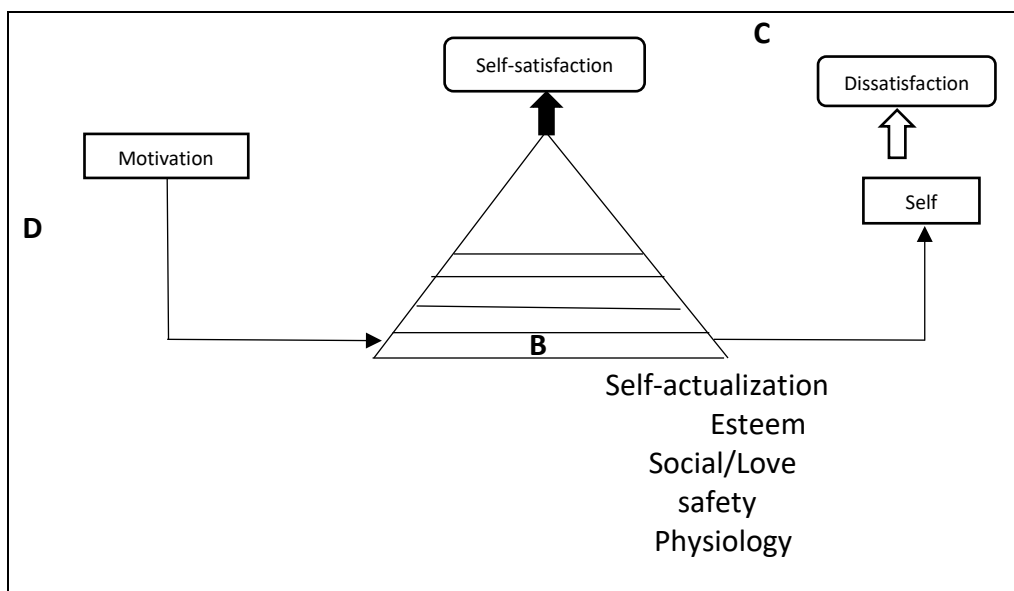 C
Self-satisfaction
Dissatisfaction
Motivation
Self
D
B
Self-actualization
Esteem
Social/Love
safety
Physiology